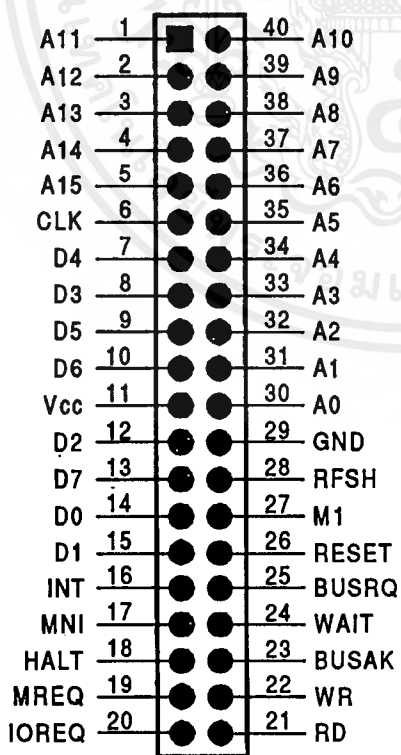 A11 1 40 A10
A12 2 39 A9
A13 3 38 A8
A14 4 37 A7
A15 5 36 A6
CLK 6 35 A5
D4 7 34 A4
D3 8 33 A3
D5 9 32 A2
D6 10 31 A1
Vcc 11 30 A0
D2 12 29 GND
D7 13 28 RFSH
D0 14 27 M1
D1 15 26 RESET
INT 16 25 BUSRQ
MNI 17 24 WAIT
HALT 18 23 BUSAK
MREQ 19 22 WR
IOREQ 20 21 RD